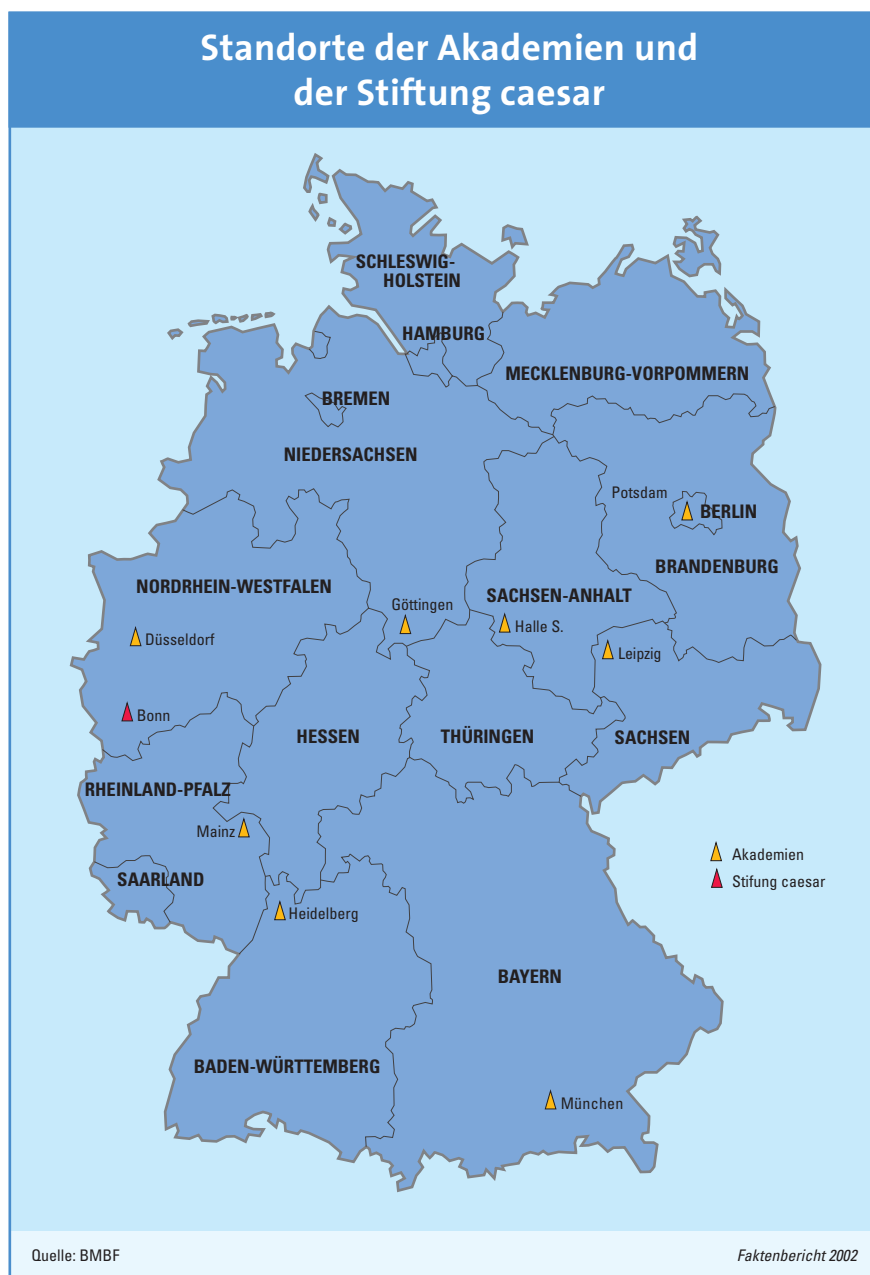 Standorte der Akademien und
der Stiftung caesar
SCHLESWIG-
HOLSTEIN
HAMBURG
MECKLENBURG-VORPOMMERN
BREMEN
NIEDERSACHSEN
Potsdam
BERLIN
BRANDENBURG
NORDRHEIN-WESTFALEN
SACHSEN-ANHALT
Göttingen
Halle S.
Düsseldorf
Leipzig
Bonn
HESSEN
THÜRINGEN
SACHSEN
RHEINLAND-PFALZ
Mainz
Akademien
SAARLAND
Stifung caesar
Heidelberg
BAYERN
BADEN-WÜRTTEMBERG
München
Quelle: BMBF
Faktenbericht 2002